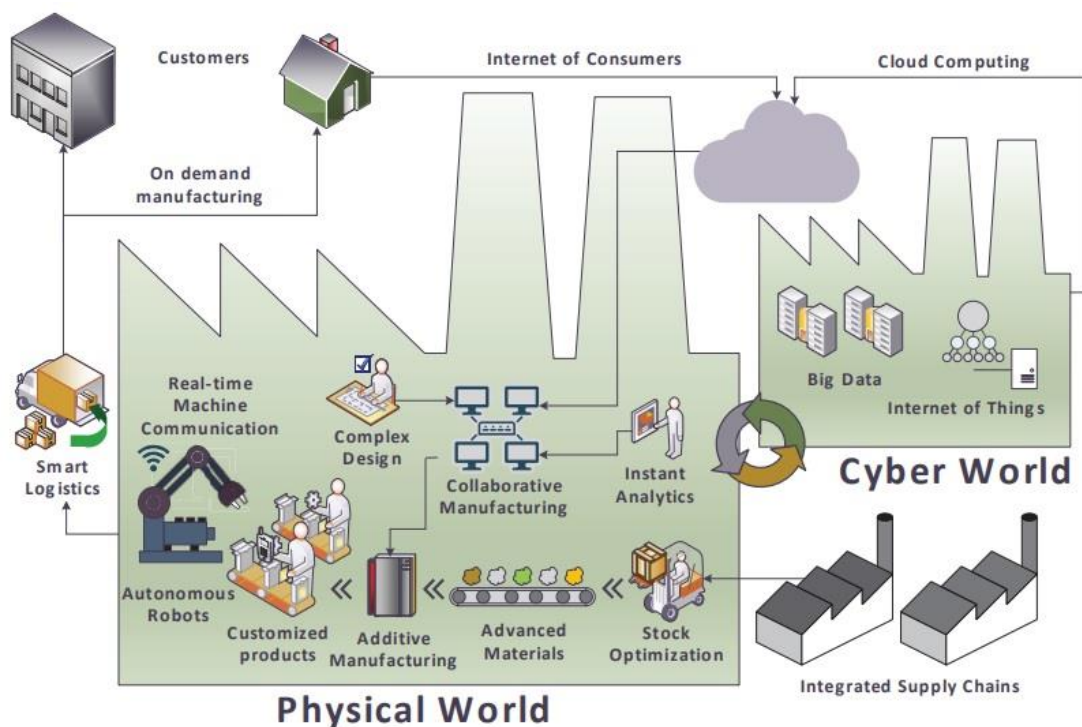 Customers
Internet of Consumers
Cloud Computing
On demand
manufacturing
Real-time
Machine
Communication
Complex
Design
Collaborative
Manufacturing
Instant
Analytics
Big Data
Internet of Things
Cyber World
Smart
Logistics
Autonomous
Robots
Customized
products
Additive
Manufacturing
Advanced
Materials
Stock
Optimization
Integrated Supply Chains
Physical World